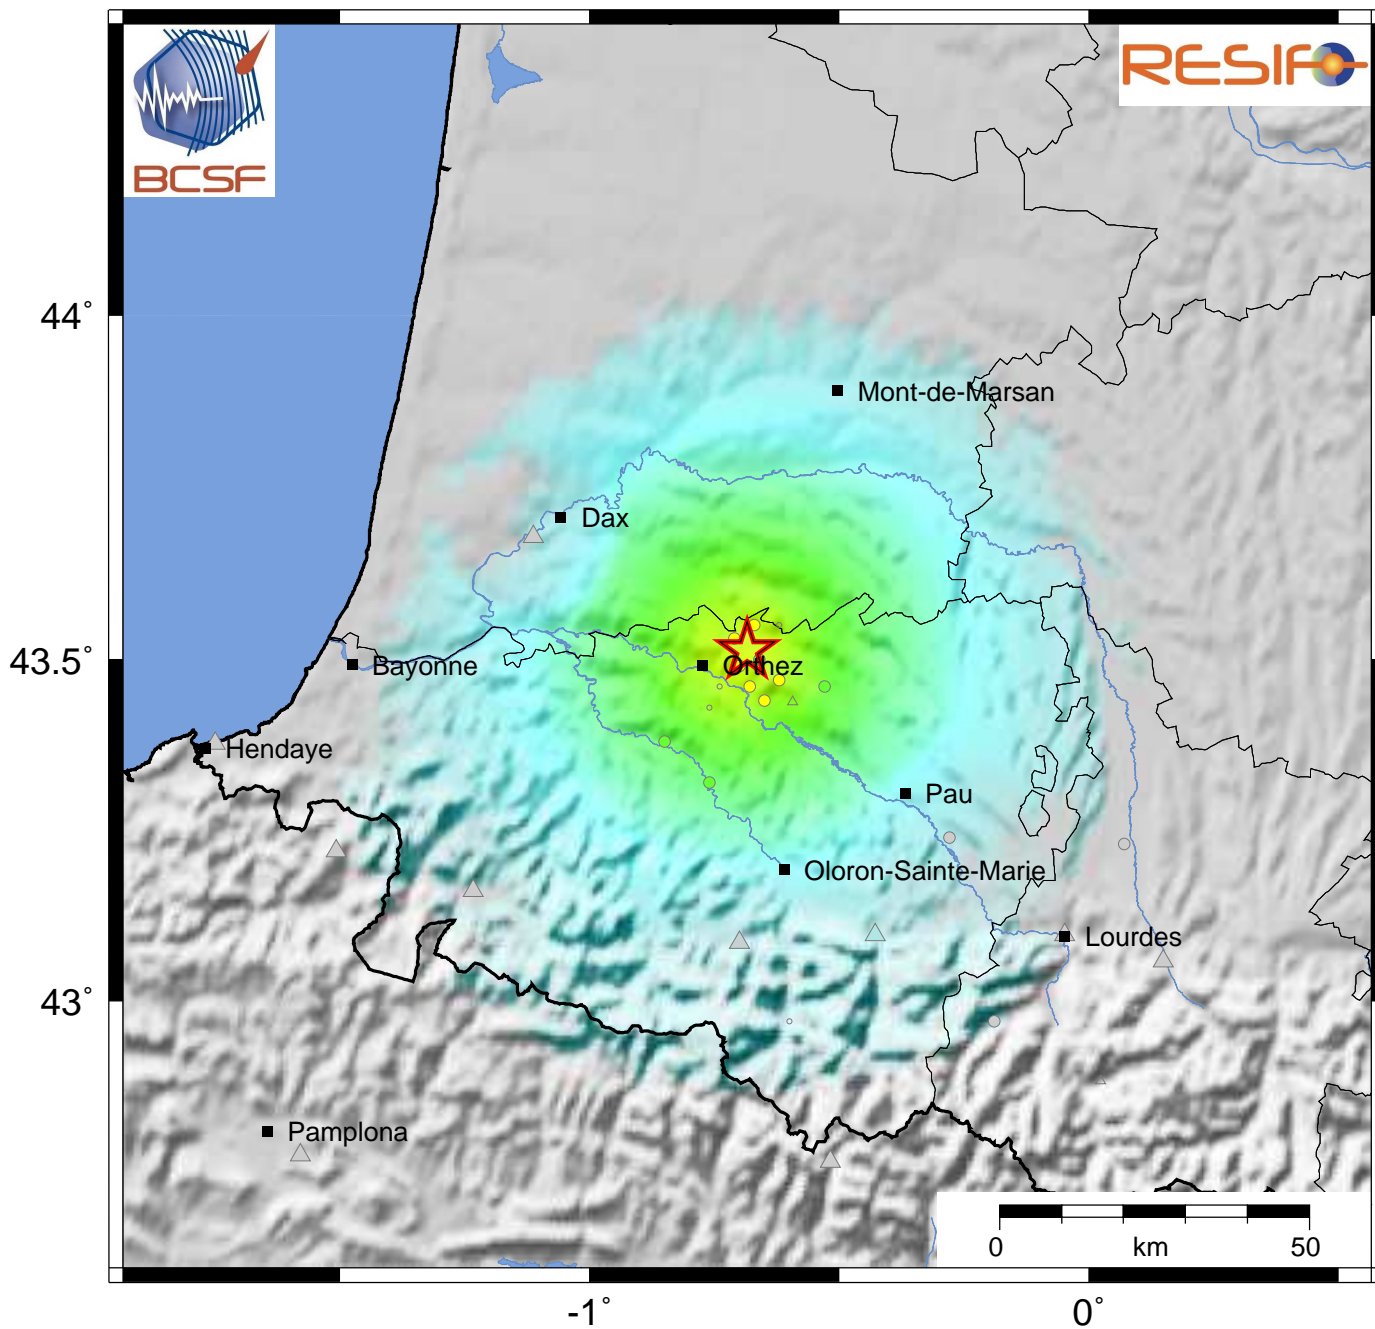 BCSF
RESIF
44°
Mont-de-Marsan
Dax
43.5°
Bayonne
Orthez
Hendaye
Pau
Oloron-Sainte-Marie
Lourdes
43°
Pamplona
0 km 50
-1° 0°